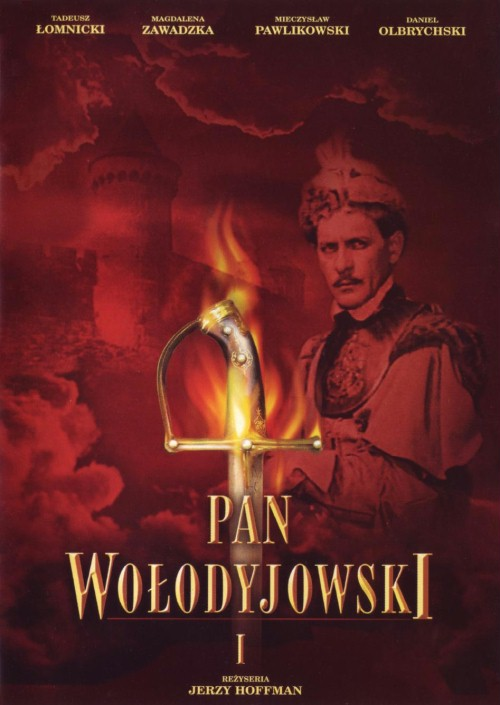 TADEUSZ MAGDALENA MIECZYSŁAW DANIEL
ŁOMNICKI ZAWADZKA PAWLIKOWSKI OLBRYCHSKI
PAN
WOŁODYJOWSKI
I
REŻYSERIA
JERZY HOFFMAN